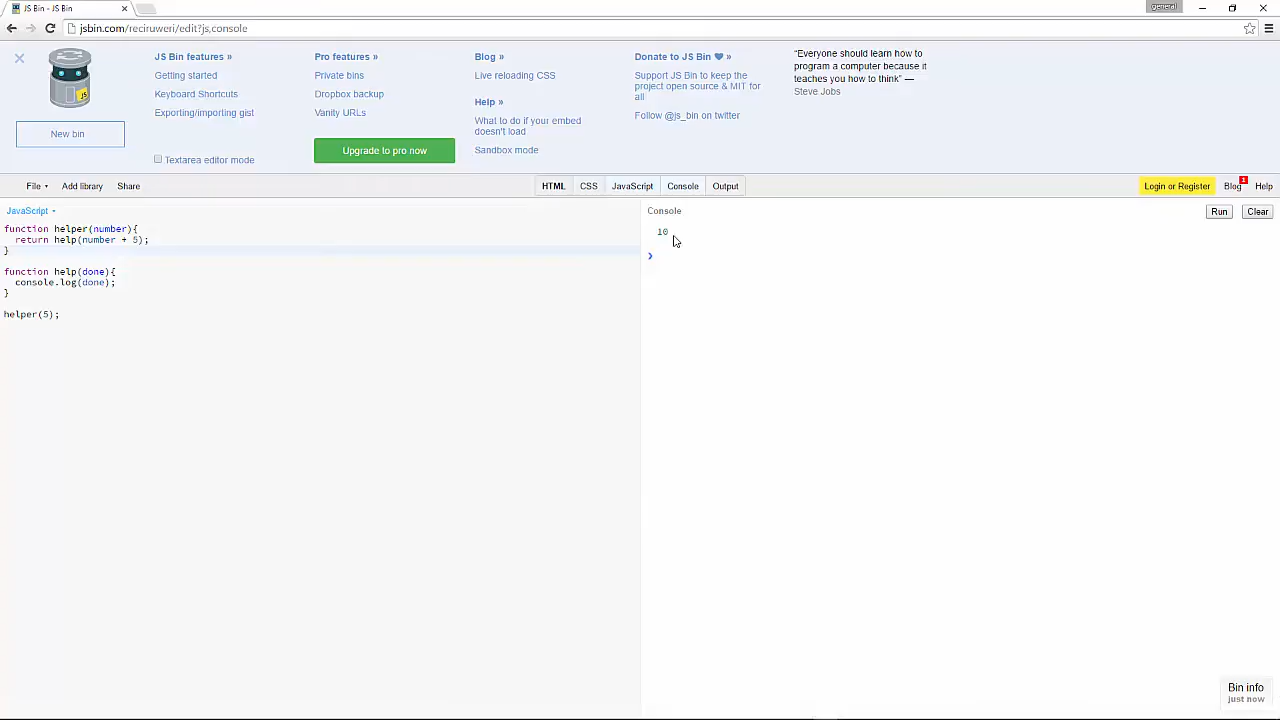 JS Bin - JS Bin
general
jsbin.com/reciruweri/edit?js,console
JS Bin features »
Getting started
Keyboard Shortcuts
Exporting/importing gist
Textarea editor mode
Pro features »
Private bins
Dropbox backup
Vanity URLs
Upgrade to pro now
Blog »
Live reloading CSS
Help »
What to do if your embed
doesn't load
Sandbox mode
Donate to JS Bin ♥ »
Support JS Bin to keep the
project open source & MIT for
all
Follow @js_bin on twitter
“Everyone should learn how to
program a computer because it
teaches you how to think” —
Steve Jobs
New bin
JS
File Add library Share HTML CSS JavaScript Console Output Login or Register Blog 2 Help
JavaScript
function helper(number){
return help(number + 5);
}
function help(done){
console.log(done);
}
helper(5);
Console Run Clear
10
Bin info
just now